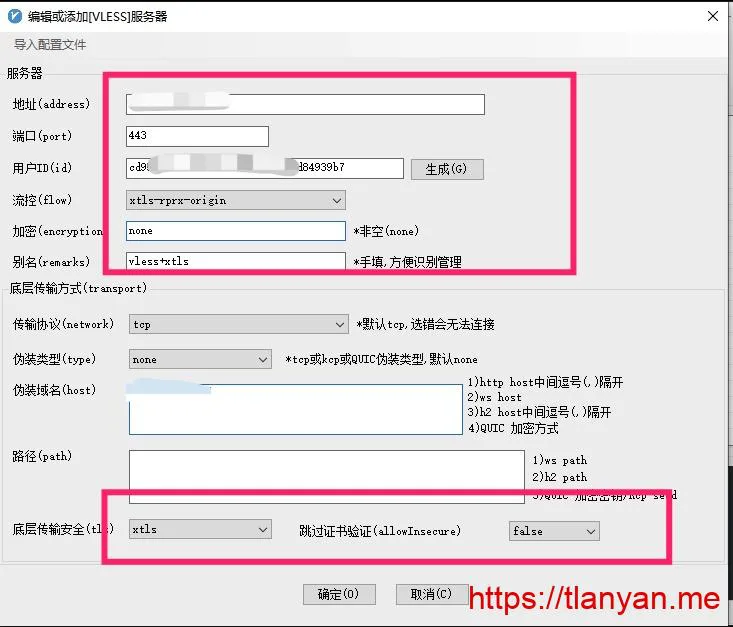 编辑或添加[VLESS]服务器
导入配置文件
服务器
地址(address)
端口(port) 443
用户ID(id) cd9 d84939b7 生成(G)
流控(flow) xtls-rprx-origin
加密(encryption none *非空(none)
别名(remarks) vless+xtls *手填,方便识别管理
底层传输方式(transport)
传输协议(network) tcp *默认tcp,选错会无法连接
伪装类型(type) none *tcp或kcp或QUIC伪装类型,默认none
伪装域名(host)
1)http host中间逗号(,)隔开
2)ws host
3)h2 host中间逗号(,)隔开
4)QUIC 加密方式
路径(path)
1)ws path
2)h2 path
3)QUIC 加密密钥/kcp seed
底层传输安全(tls) xtls 跳过证书验证(allowInsecure) false
确定(O) 取消(C)
https://tlanyan.me